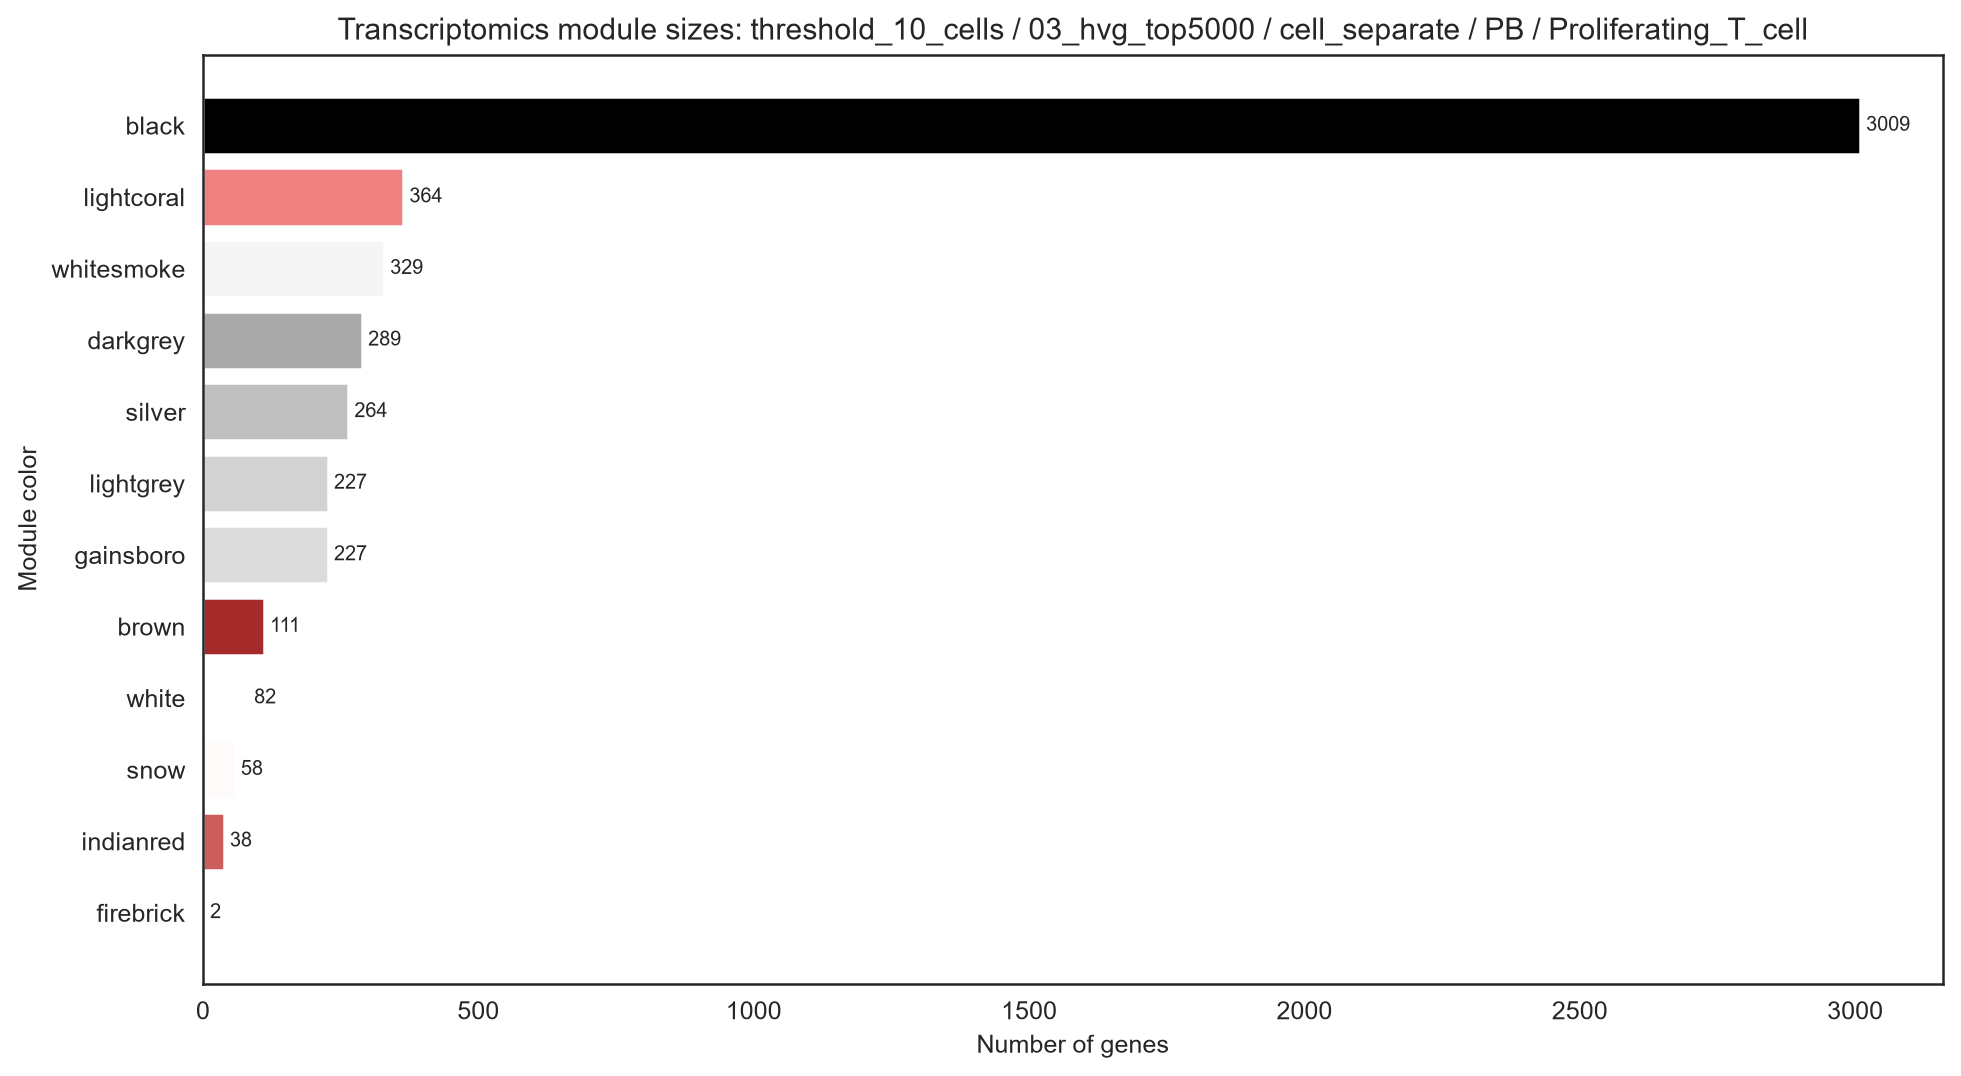 Transcriptomics module sizes: threshold_10_cells / 03_hvg_top5000 / cell_separate / PB / Proliferating_T_cell
Module color
black 3009
lightcoral 364
whitesmoke 329
darkgrey 289
silver 264
lightgrey 227
gainsboro 227
brown 111
white 82
snow 58
indianred 38
firebrick 2
0 500 1000 1500 2000 2500 3000
Number of genes